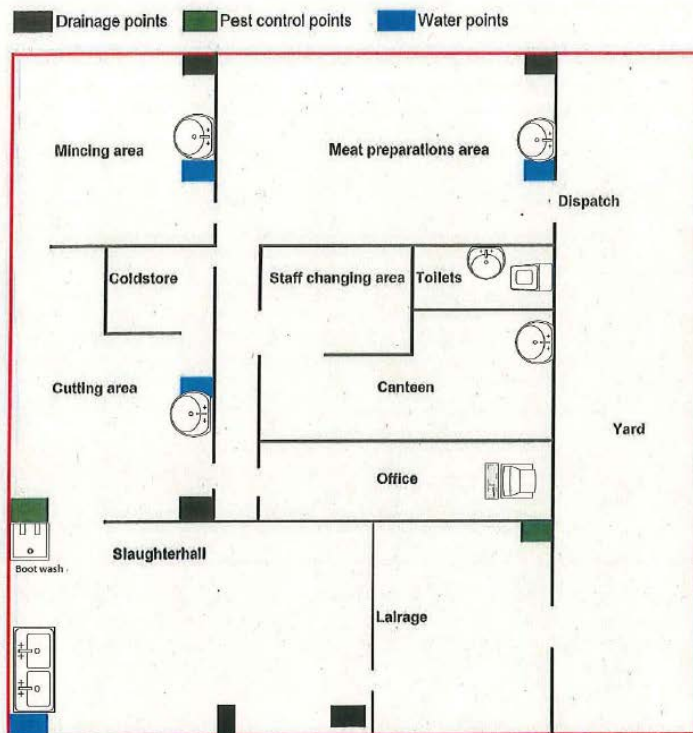 Drainage points
Pest control points
Water points
Mincing area
Meat preparations area
Dispatch
Coldstore
Staff changing area
Toilets
Cutting area
Canteen
Yard
Office
Slaughterhall
Boot wash
Lairage